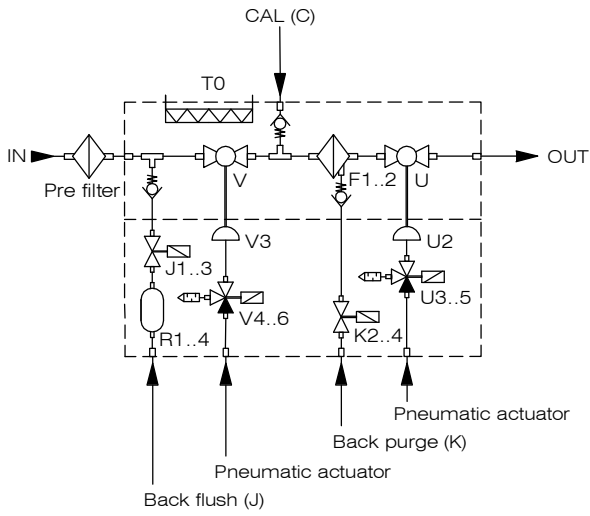 CAL (C)
T0
IN
OUT
Pre filter
V
F1..2
U
V3
U2
J1..3
U3..5
V4..6
K2..4
R1..4
Pneumatic actuator
Back purge (K)
Pneumatic actuator
Back flush (J)